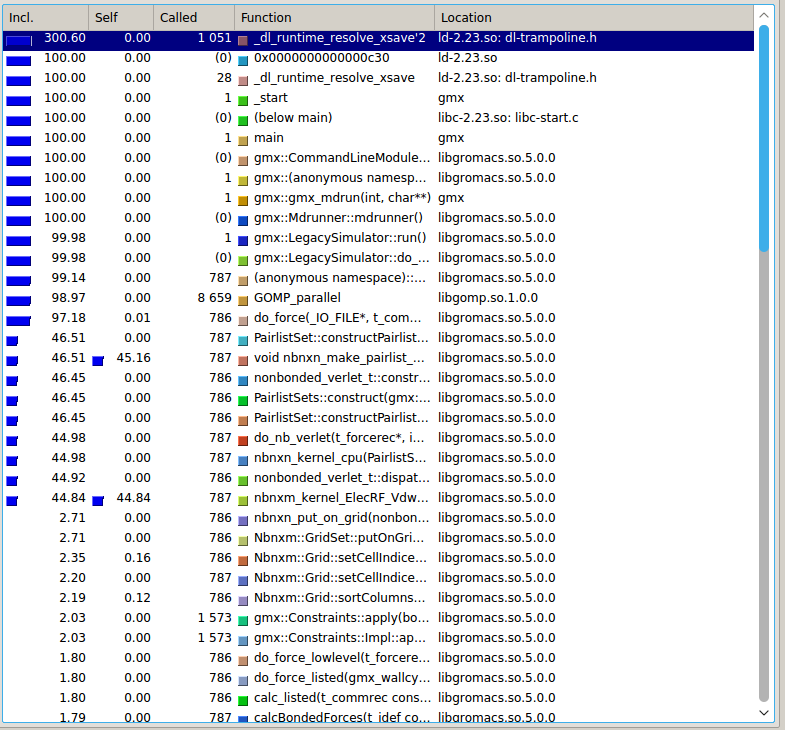 Incl. Self Called Function Location
300.60 0.00 1 051 _dl_runtime_resolve_xsave'2 ld-2.23.so: dl-trampoline.h
100.00 0.00 (0) 0x0000000000000c30 ld-2.23.so
100.00 0.00 28 _dl_runtime_resolve_xsave ld-2.23.so: dl-trampoline.h
100.00 0.00 1 _start gmx
100.00 0.00 (0) (below main) libc-2.23.so: libc-start.c
100.00 0.00 1 main gmx
100.00 0.00 (0) gmx::CommandLineModule... libgromacs.so.5.0.0
100.00 0.00 1 gmx::(anonymous namespa... libgromacs.so.5.0.0
100.00 0.00 1 gmx::gmx_mdrun(int, char**) gmx
100.00 0.00 (0) gmx::Mdrunner::mdrunner() libgromacs.so.5.0.0
99.98 0.00 1 gmx::LegacySimulator::run() libgromacs.so.5.0.0
99.98 0.00 (0) gmx::LegacySimulator::do_... libgromacs.so.5.0.0
99.14 0.00 787 (anonymous namespace)::... libgromacs.so.5.0.0
98.97 0.00 8 659 GOMP_parallel libgomp.so.1.0.0
97.18 0.01 786 do_force(_IO_FILE*, t_com... libgromacs.so.5.0.0
46.51 0.00 787 PairlistSet::constructPairlist... libgromacs.so.5.0.0
46.51 45.16 787 void nbnxn_make_pairlist_... libgromacs.so.5.0.0
46.45 0.00 786 nonbonded_verlet_t::constr... libgromacs.so.5.0.0
46.45 0.00 786 PairlistSets::construct(gmx:... libgromacs.so.5.0.0
46.45 0.00 786 PairlistSet::constructPairlist... libgromacs.so.5.0.0
44.98 0.00 787 do_nb_verlet(t_forcerec*, i... libgromacs.so.5.0.0
44.98 0.00 787 nbnxn_kernel_cpu(PairlistS... libgromacs.so.5.0.0
44.92 0.00 786 nonbonded_verlet_t::dispat... libgromacs.so.5.0.0
44.84 44.84 787 nbnxm_kernel_ElecRF_Vdw... libgromacs.so.5.0.0
2.71 0.00 786 nbnxn_put_on_grid(nonbon... libgromacs.so.5.0.0
2.71 0.00 786 Nbnxm::GridSet::putOnGri... libgromacs.so.5.0.0
2.35 0.16 786 Nbnxm::Grid::setCellIndice... libgromacs.so.5.0.0
2.20 0.00 787 Nbnxm::Grid::setCellIndice... libgromacs.so.5.0.0
2.19 0.12 786 Nbnxm::Grid::sortColumns... libgromacs.so.5.0.0
2.03 0.00 1 573 gmx::Constraints::apply(bo... libgromacs.so.5.0.0
2.03 0.00 1 573 gmx::Constraints::Impl::ap... libgromacs.so.5.0.0
1.80 0.00 786 do_force_lowlevel(t_forcere... libgromacs.so.5.0.0
1.80 0.00 786 do_force_listed(gmx_wallcy... libgromacs.so.5.0.0
1.80 0.00 786 calc_listed(t_commrec cons... libgromacs.so.5.0.0
1.79 0.00 787 calcBondedForces(t_idef co... libgromacs.so.5.0.0